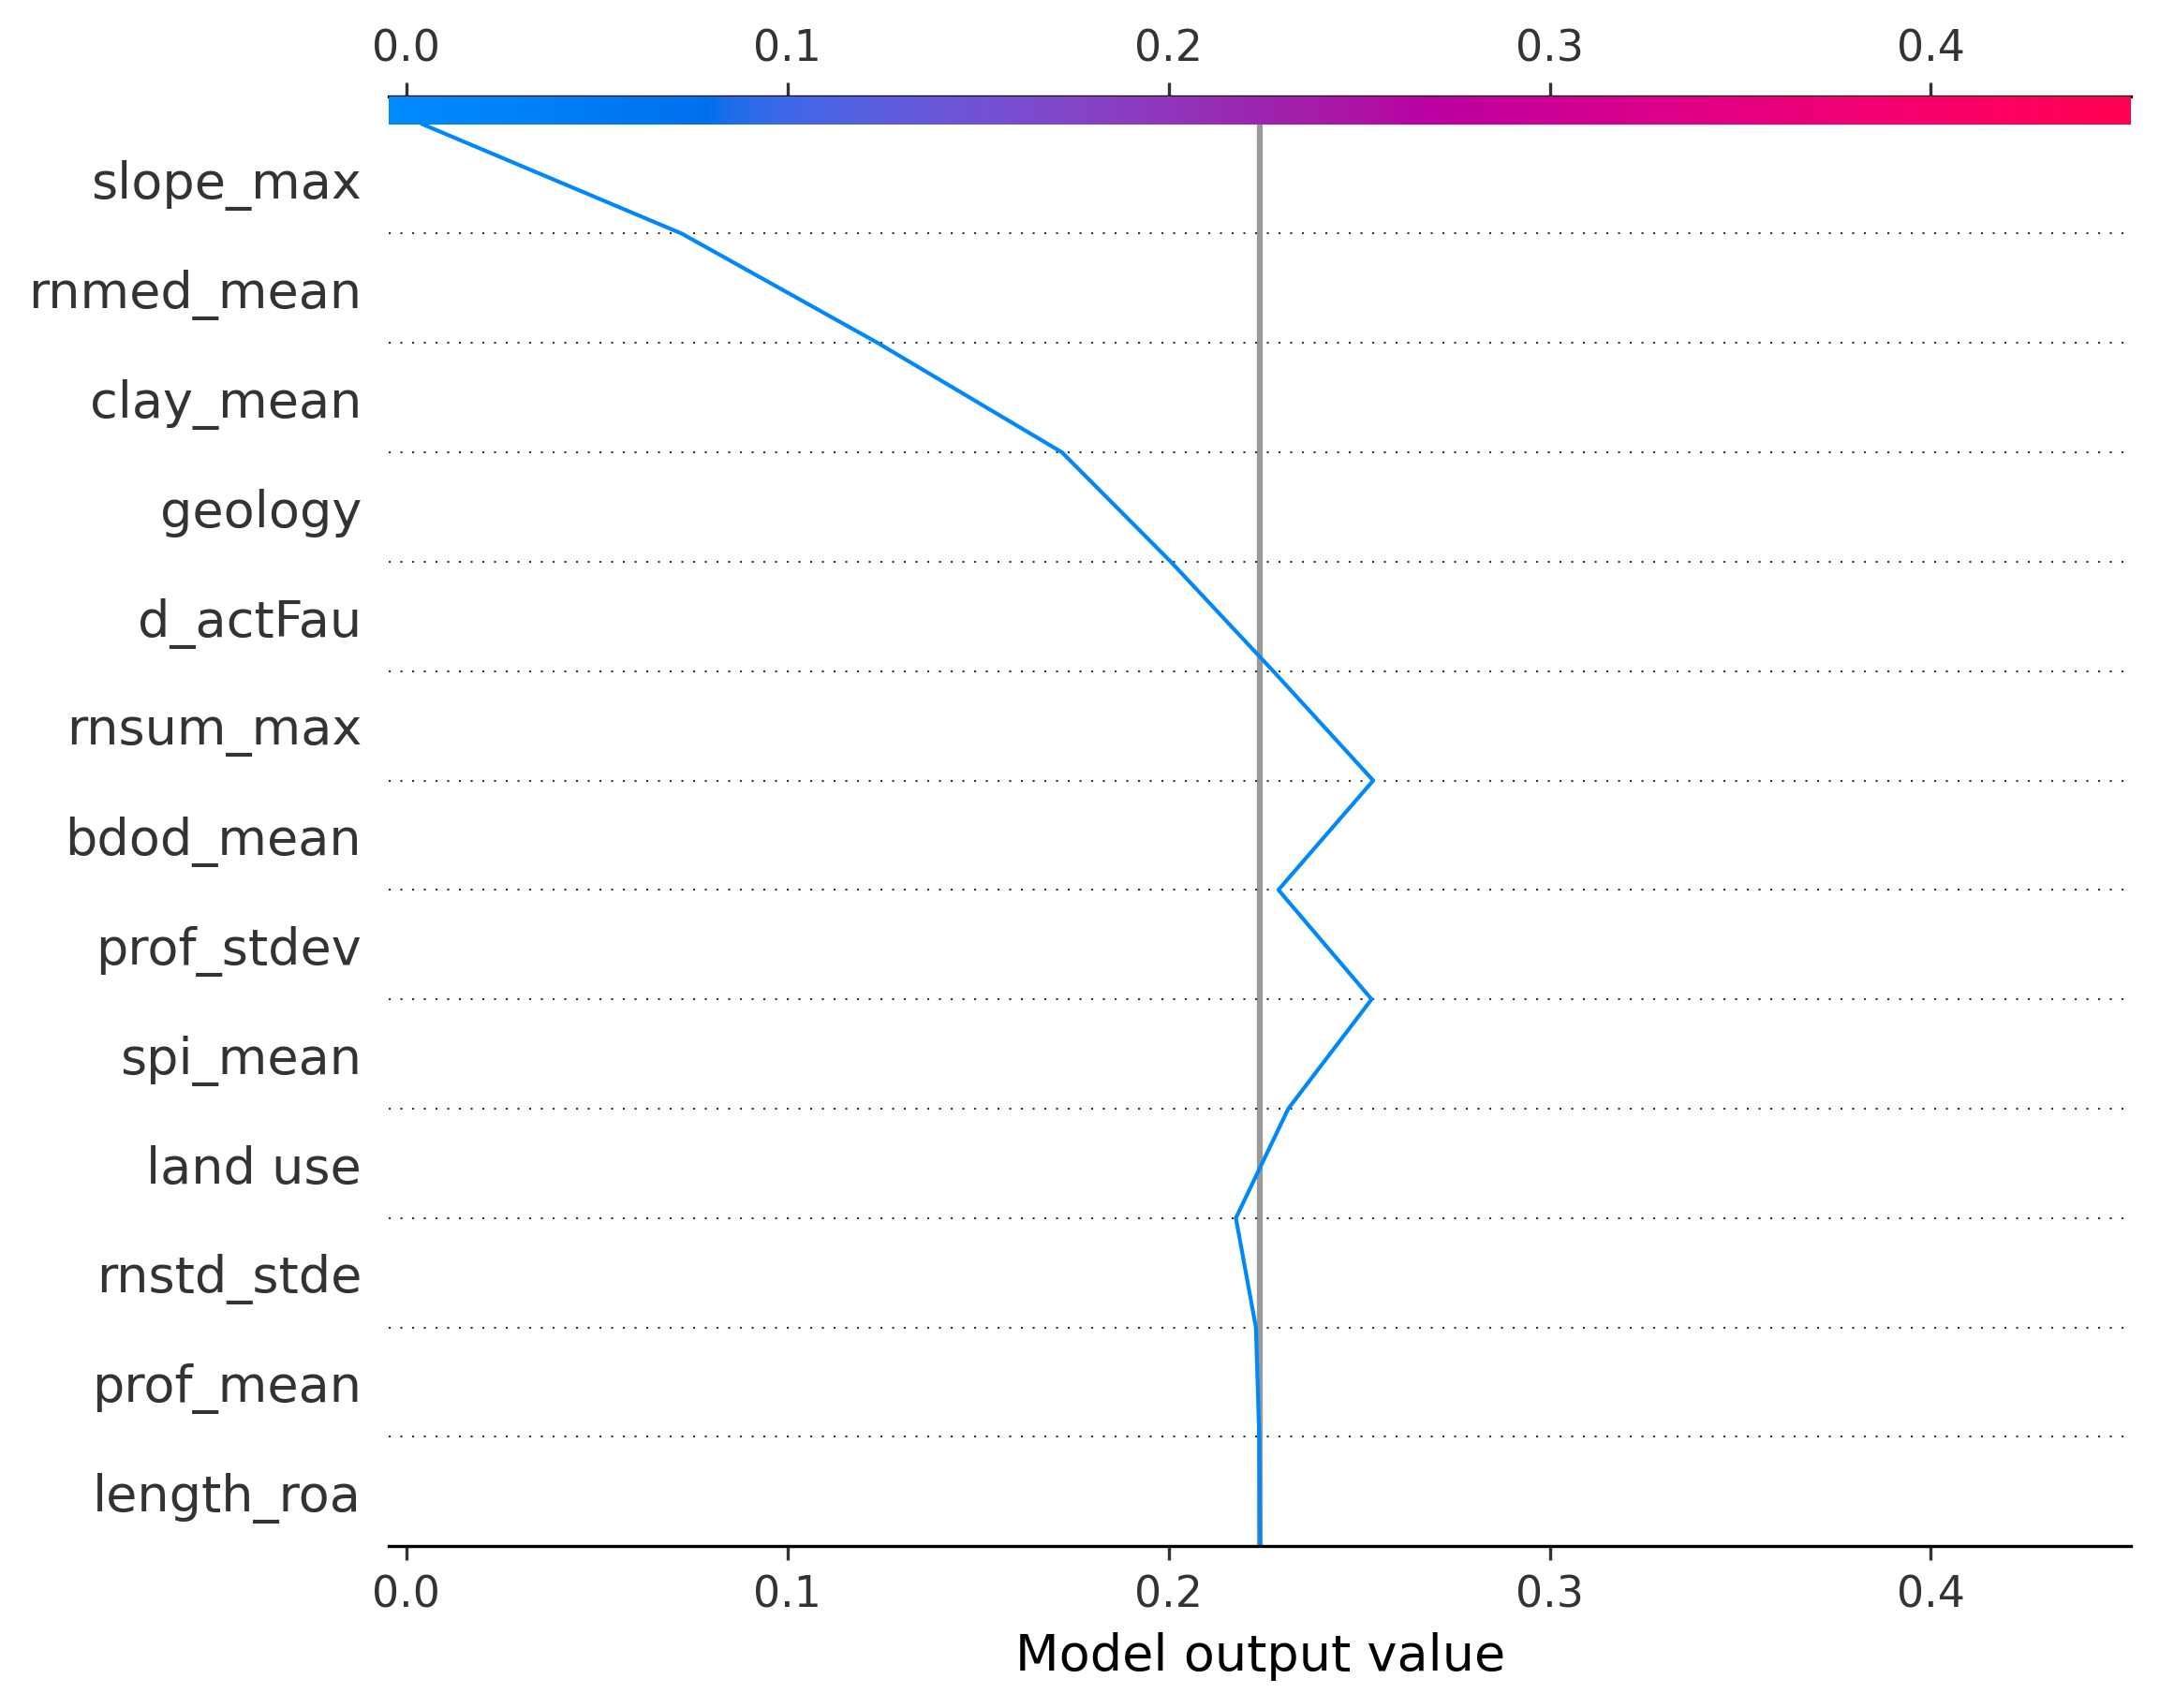 0.0 0.1 0.2 0.3 0.4
slope_max
rnmed_mean
clay_mean
geology
d_actFau
rnsum_max
bdod_mean
prof_stdev
spi_mean
land use
rnstd_stde
prof_mean
length_roa
0.0 0.1 0.2 0.3 0.4
Model output value